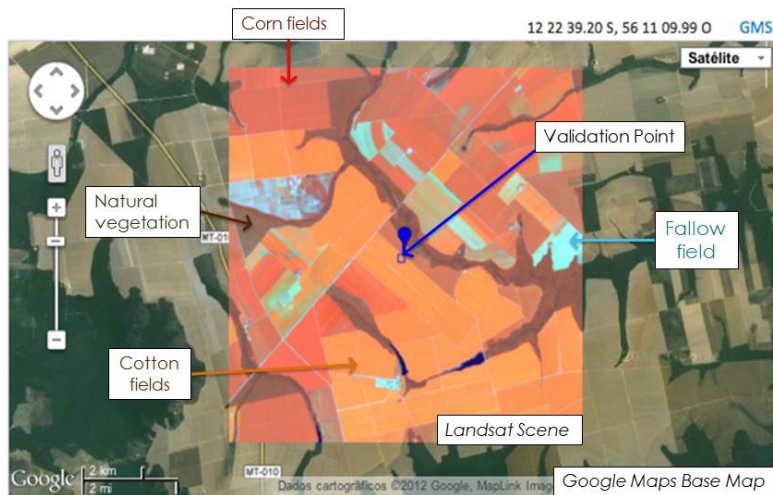 Corn fields
12 22 39.20 S, 56 11 09.99 O GMS
Satélite
Validation Point
Natural
vegetation
MT-010
Fallow
field
Cotton
fields
Landsat Scene
Google
2 km
2 mi
MT-010
Dados cartográficos ©2012 Google, MapLink Imag
Google Maps Base Map